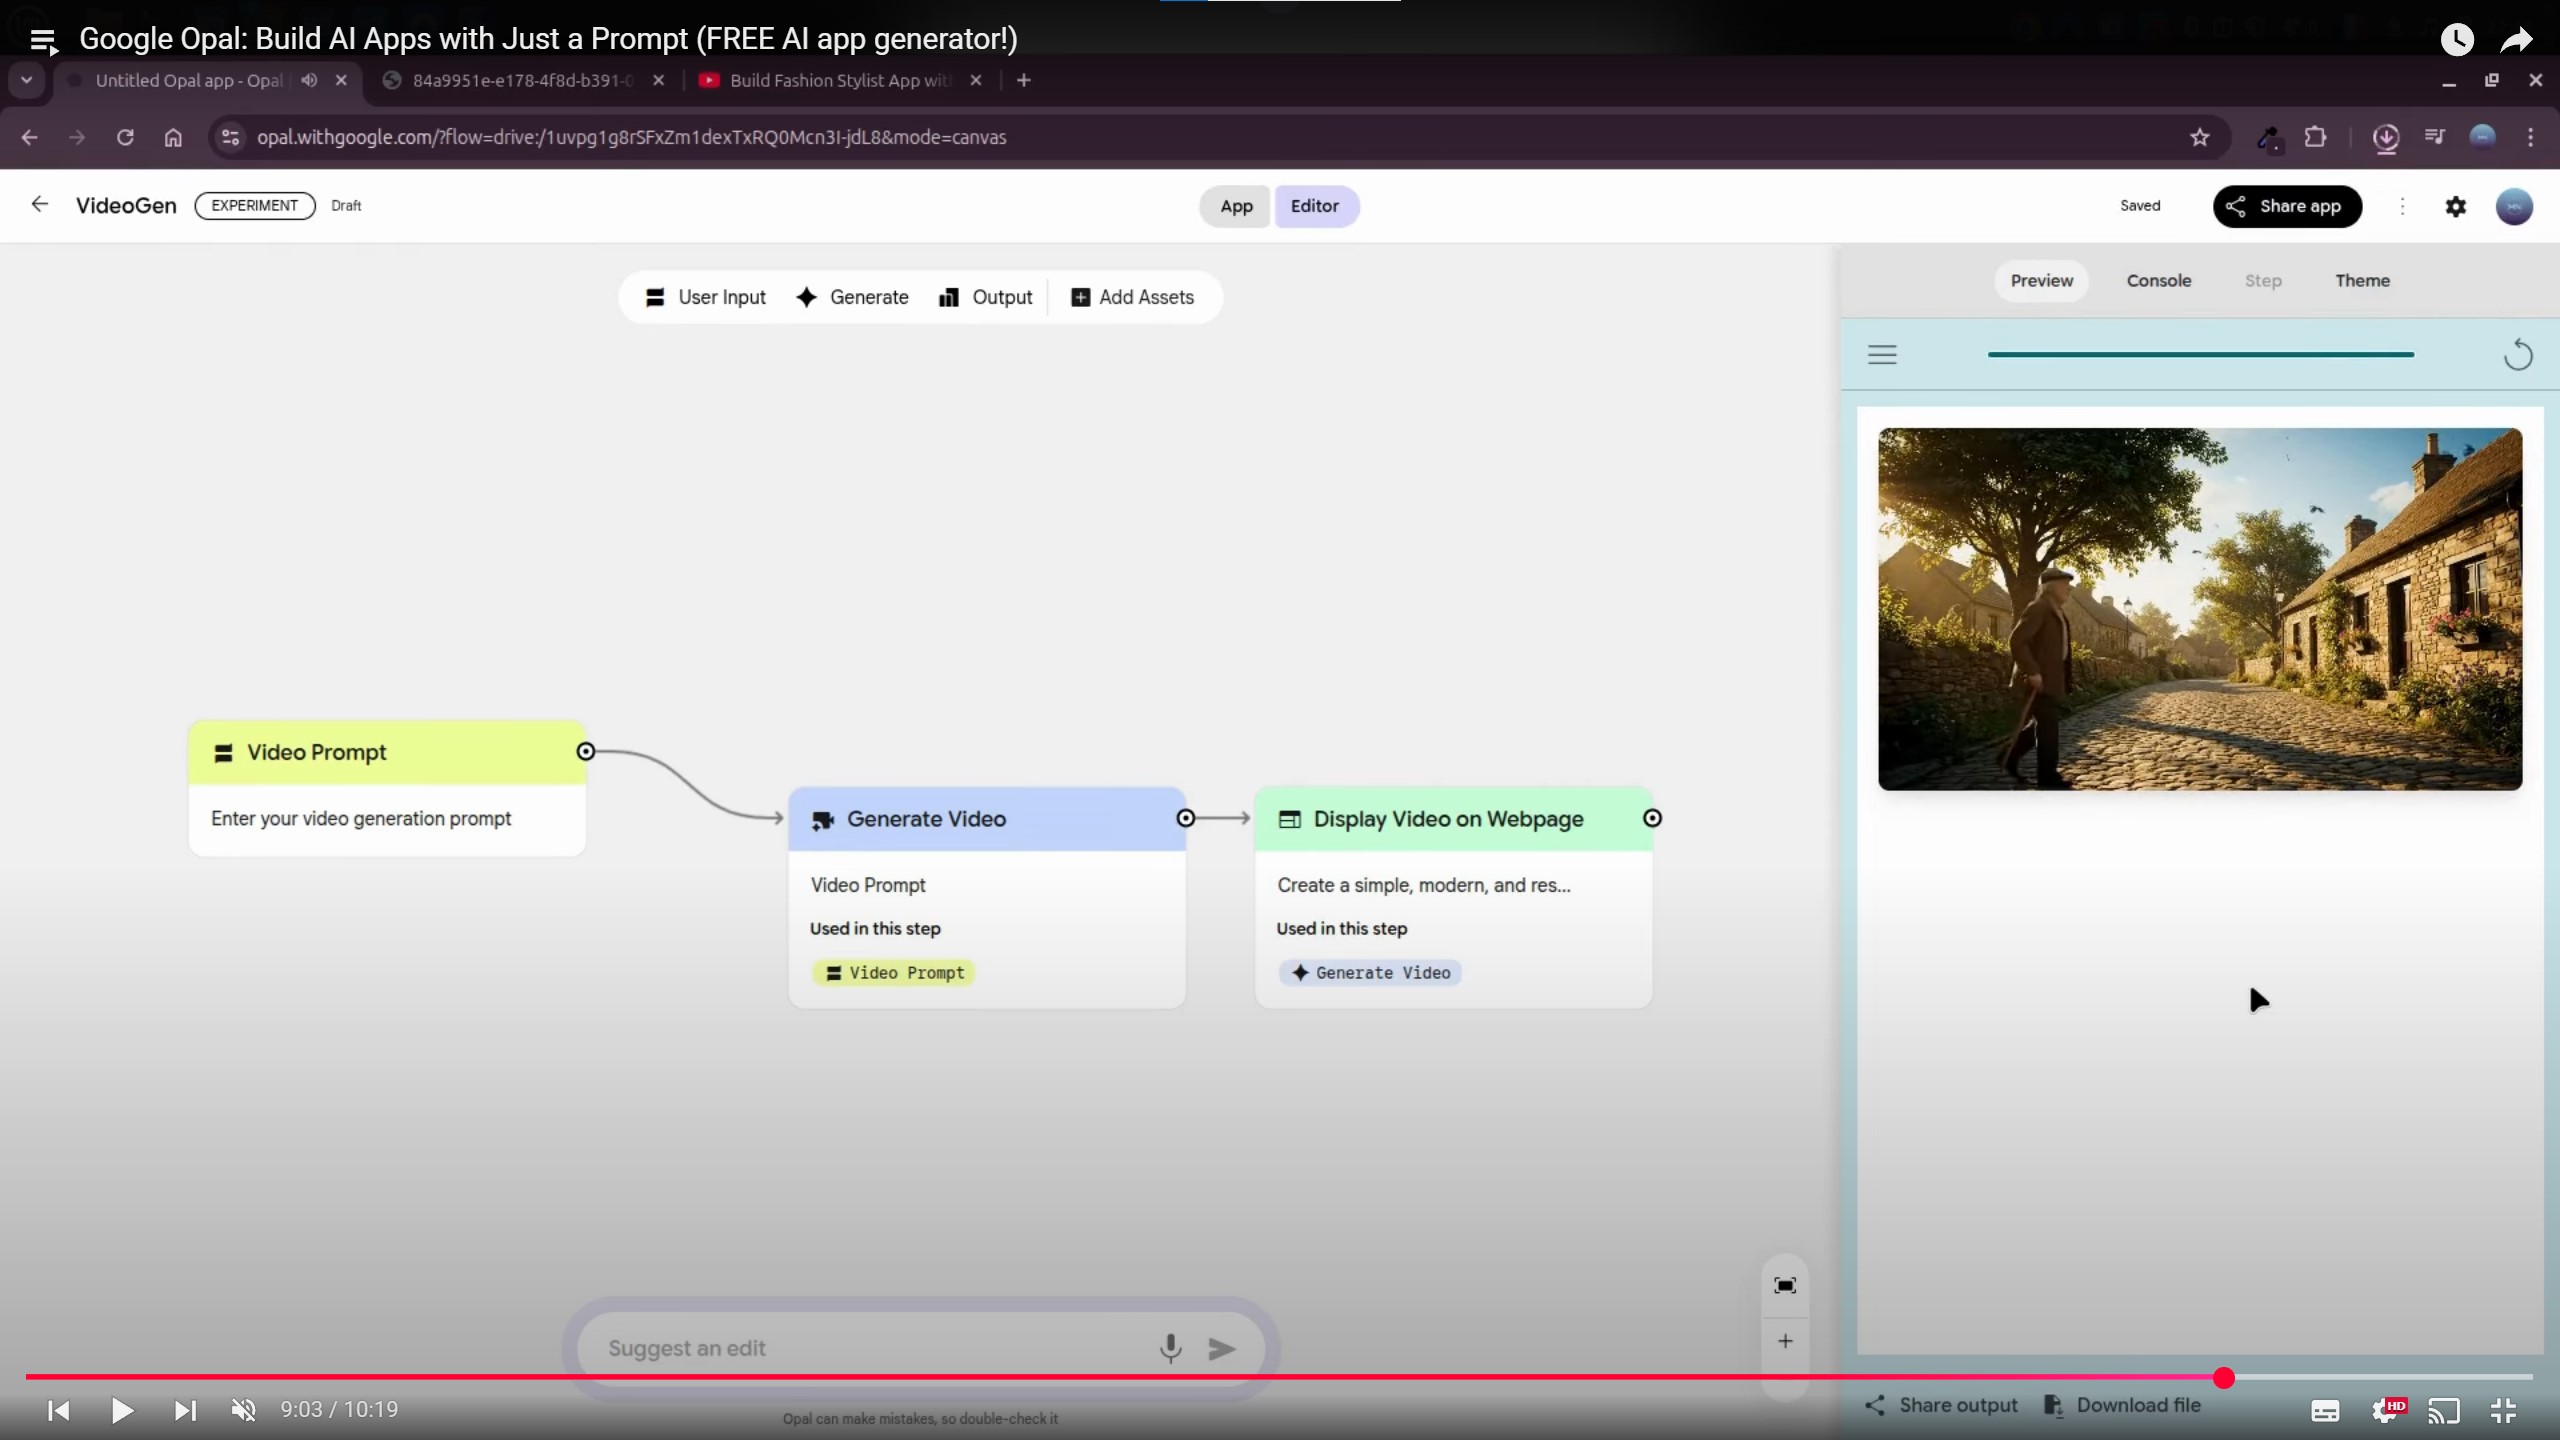 Google Opal: Build AI Apps with Just a Prompt (FREE AI app generator!)
Untitled Opal app - Opal
84a9951e-e178-4f8d-b391-0
Build Fashion Stylist App wit
opal.withgoogle.com/?flow=drive:/1uvpg1g8rSFxZm1dexTxRQ0Mcn3I-jdL8&mode=canvas
VideoGen
EXPERIMENT
Draft
App
Editor
Saved
Share app
User Input
Generate
Output
Add Assets
Preview
Console
Step
Theme
Video Prompt
Enter your video generation prompt
Generate Video
Video Prompt
Used in this step
Video Prompt
Display Video on Webpage
Create a simple, modern, and res...
Used in this step
Generate Video
Suggest an edit
9:03 / 10:19
Opal can make mistakes, so double-check it
Share output
Download file
HD